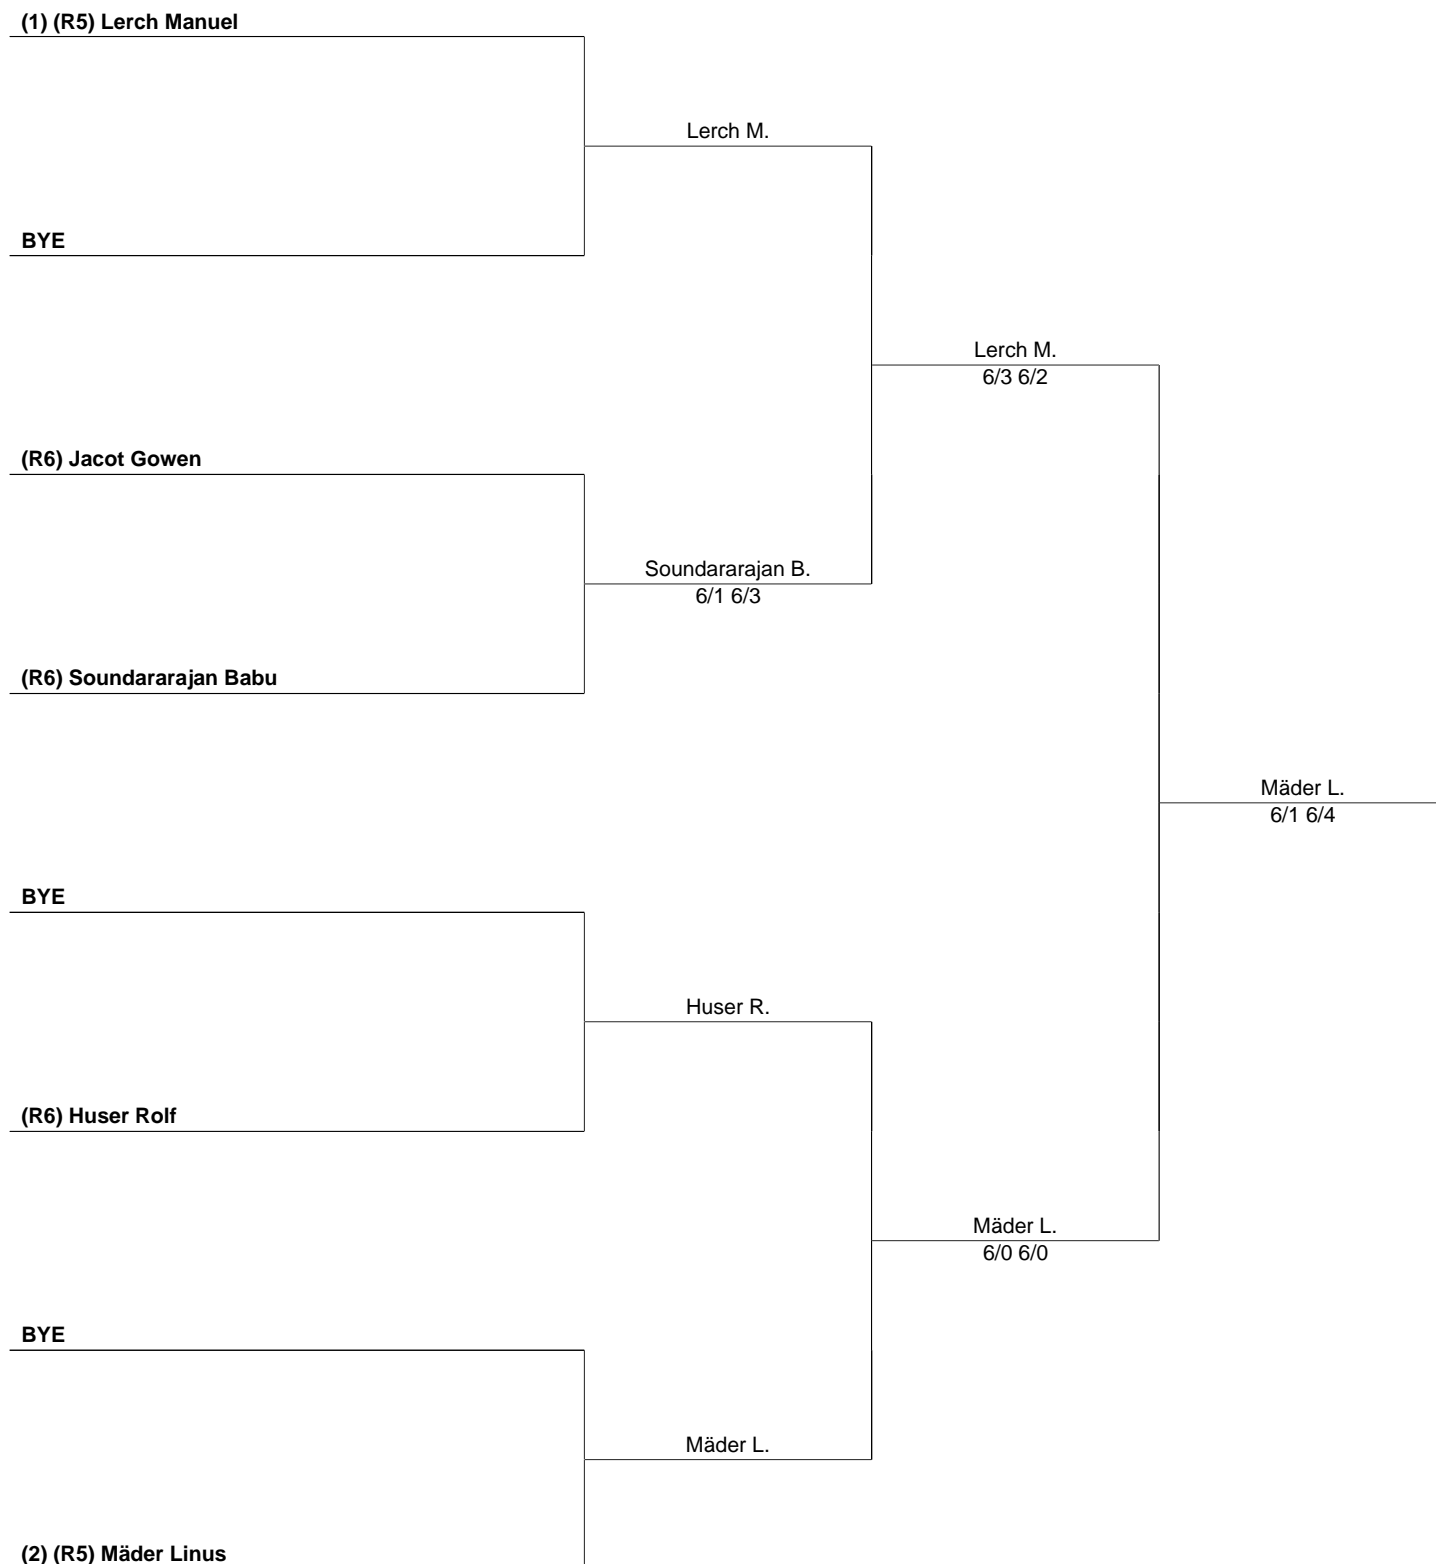 (1) (R5) Lerch Manuel
Lerch M.
BYE
Lerch M.
6/3 6/2
(R6) Jacot Gowen
Soundararajan B.
6/1 6/3
(R6) Soundararajan Babu
Mäder L.
6/1 6/4
BYE
Huser R.
(R6) Huser Rolf
Mäder L.
6/0 6/0
BYE
Mäder L.
(2) (R5) Mäder Linus